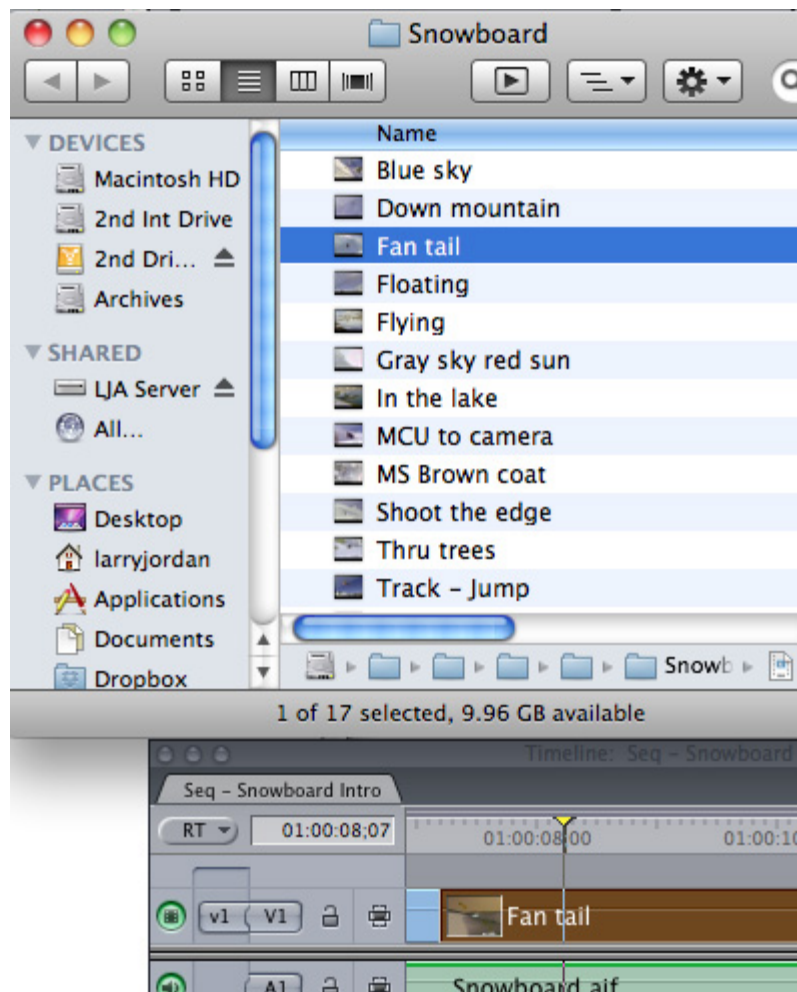 Snowboard
DEVICES
Macintosh HD
2nd Int Drive
2nd Dri...
Archives
SHARED
LJA Server
All...
PLACES
Desktop
larryjordan
Applications
Documents
Dropbox
Name
Blue sky
Down mountain
Fan tail
Floating
Flying
Gray sky red sun
In the lake
MCU to camera
MS Brown coat
Shoot the edge
Thru trees
Track – Jump
Snowb
1 of 17 selected, 9.96 GB available
Timeline: Seq – Snowboard
Seq – Snowboard Intro
RT 01:00:08;07 01:00:08;00 01:00:10
v1 V1 Fan tail
A1 Snowboard.aif